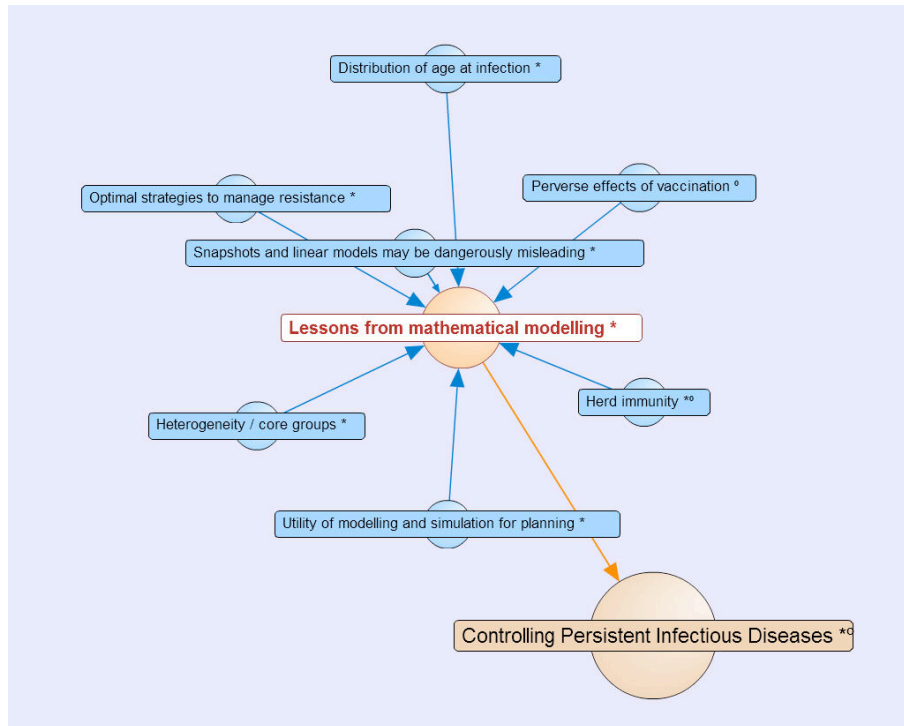 Distribution of age at infection *
Perverse effects of vaccination º
Optimal strategies to manage resistance *
Snapshots and linear models may be dangerously misleading *
Lessons from mathematical modelling *
Herd immunity *º
Heterogeneity / core groups *
Utility of modelling and simulation for planning *
Controlling Persistent Infectious Diseases *º